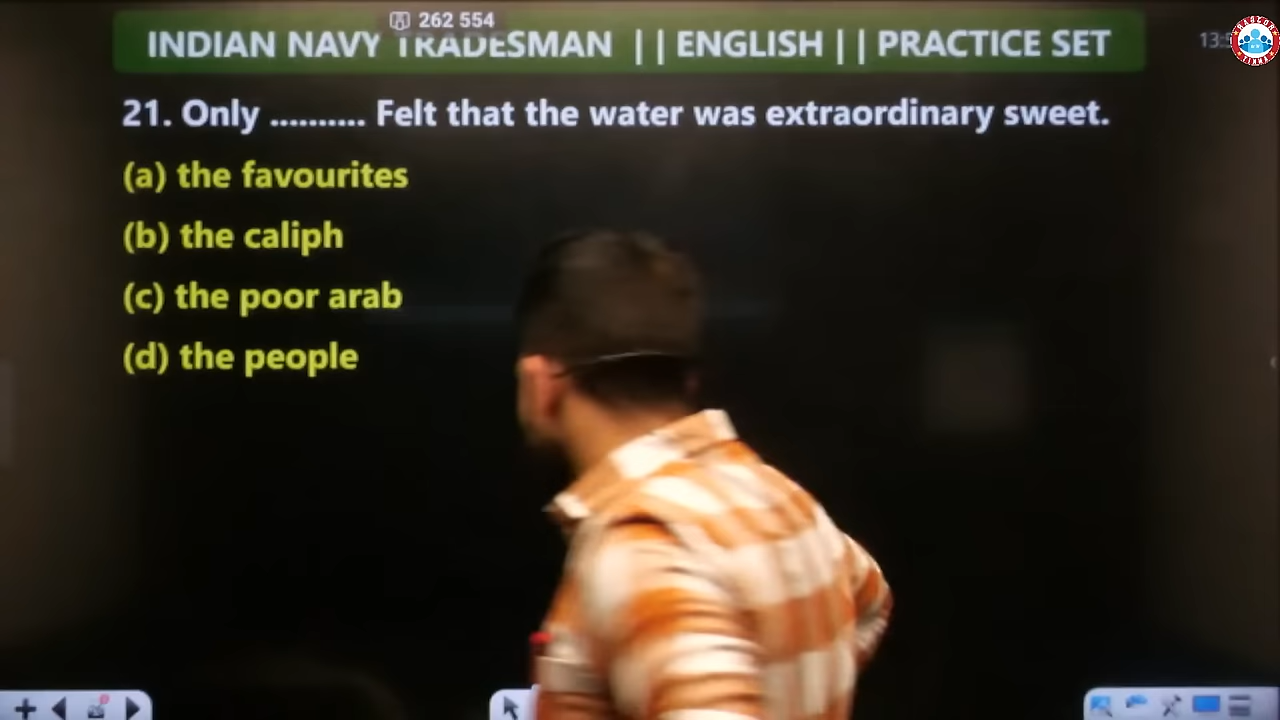 262 554
INDIAN NAVY TRADESMAN || ENGLISH || PRACTICE SET
21. Only .......... Felt that the water was extraordinary sweet.
(a) the favourites
(b) the caliph
(c) the poor arab
(d) the people